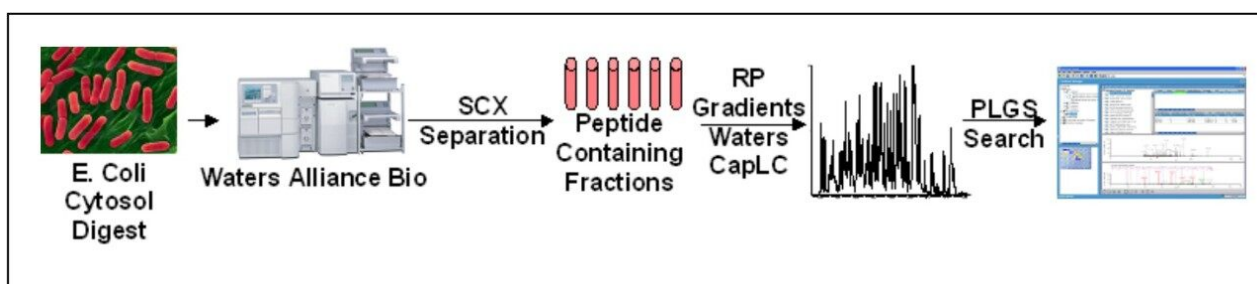 E. Coli
Cytosol
Digest
Waters Alliance Bio
SCX
Separation
Peptide
Containing
Fractions
RP
Gradients
Waters
CapLC
PLGS
Search